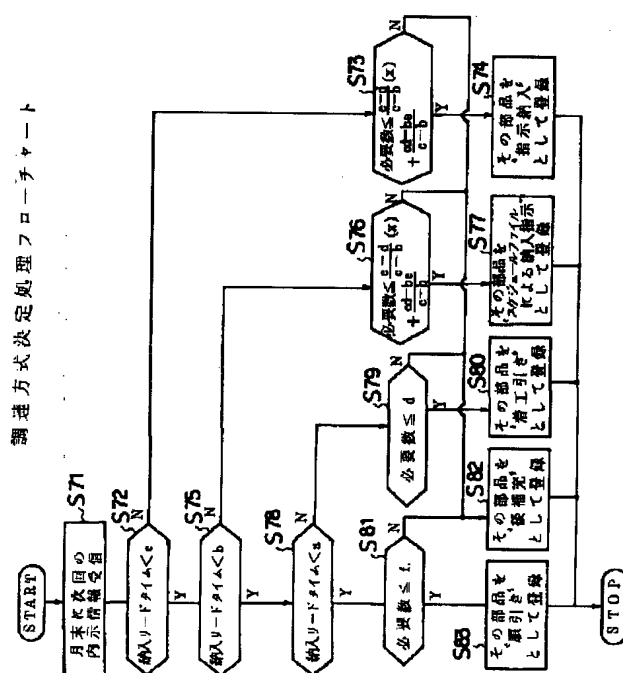 調達方式決定処理フローチャート
START
S71
月末に次回の
内示情報受信
S72
納入リードタイム<c
N
Y
S73
必要数≦ e-d/c-b (x)
+ cd-be/c-b
N
Y
S74
その部品を
"指示納入"
として登録
S75
納入リードタイム<b
N
Y
S76
必要数≦ e-d/c-b (x)
+ cd-be/c-b
N
Y
S77
その部品を
"スケジュールファイル
による納入指示"
として登録
S78
納入リードタイム<a
N
Y
S79
必要数≦ d
N
Y
S80
その部品を
"着工引き"
として登録
S81
必要数≦ f.
N
Y
S82
その部品を
"後補充"
として登録
S83
その部品を
として登録
STOP